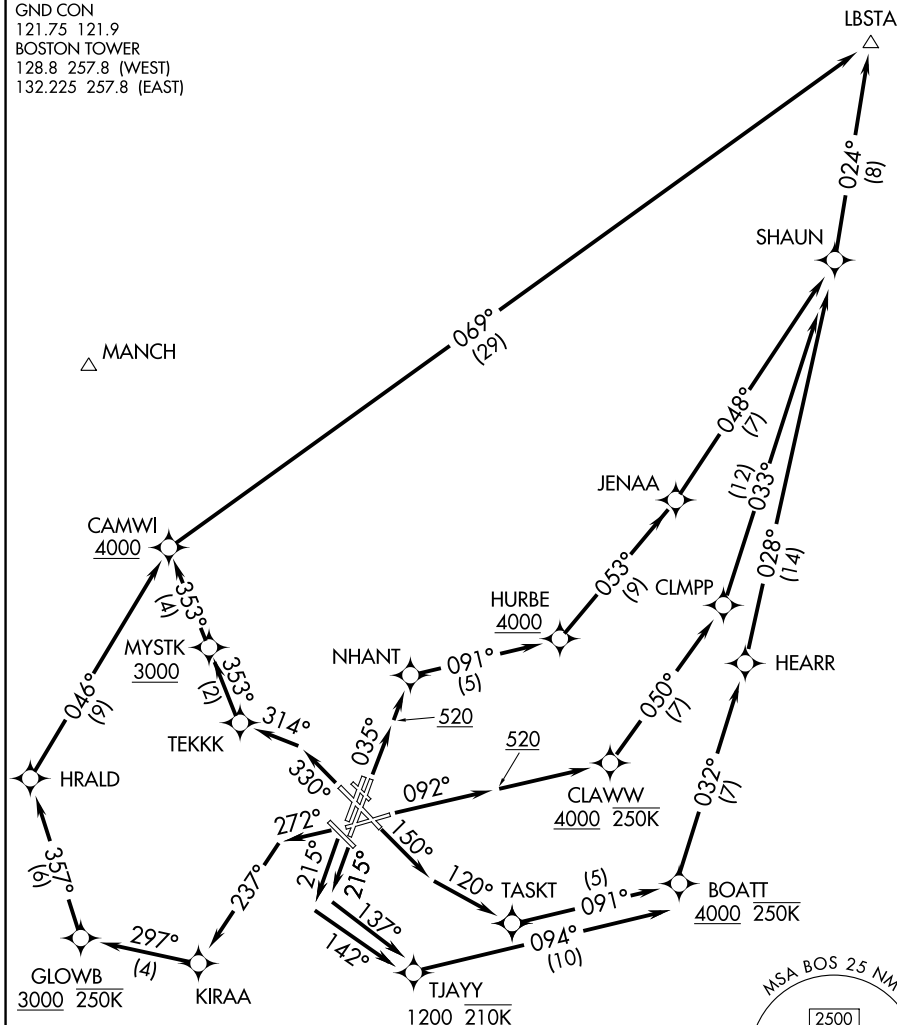 GND CON
121.75 121.9
BOSTON TOWER
128.8 257.8 (WEST)
132.225 257.8 (EAST)
LBSTA
024°
(8)
SHAUN
069°
(29)
MANCH
048°
(7)
(12)
033°
JENAA
CAMWI
4000
028°
(14)
053°
(9)
353°
(4)
HURBE
4000
CLMPP
MYSTK
3000
NHANT
091°
(5)
HEARR
353°
(2)
046°
(9)
050°
(7)
520
314°
TEKKK
035°
520
HRALD
330°
092°
CLAWW
4000 250K
032°
(7)
272°
150°
215°
215°
357°
(6)
237°
120°
TASKT
(5)
091°
BOATT
4000 250K
137°
142°
297°
(4)
094°
(10)
GLOWB
3000 250K
KIRAA
TJAYY
1200 210K
MSA BOS 25 NM
2500